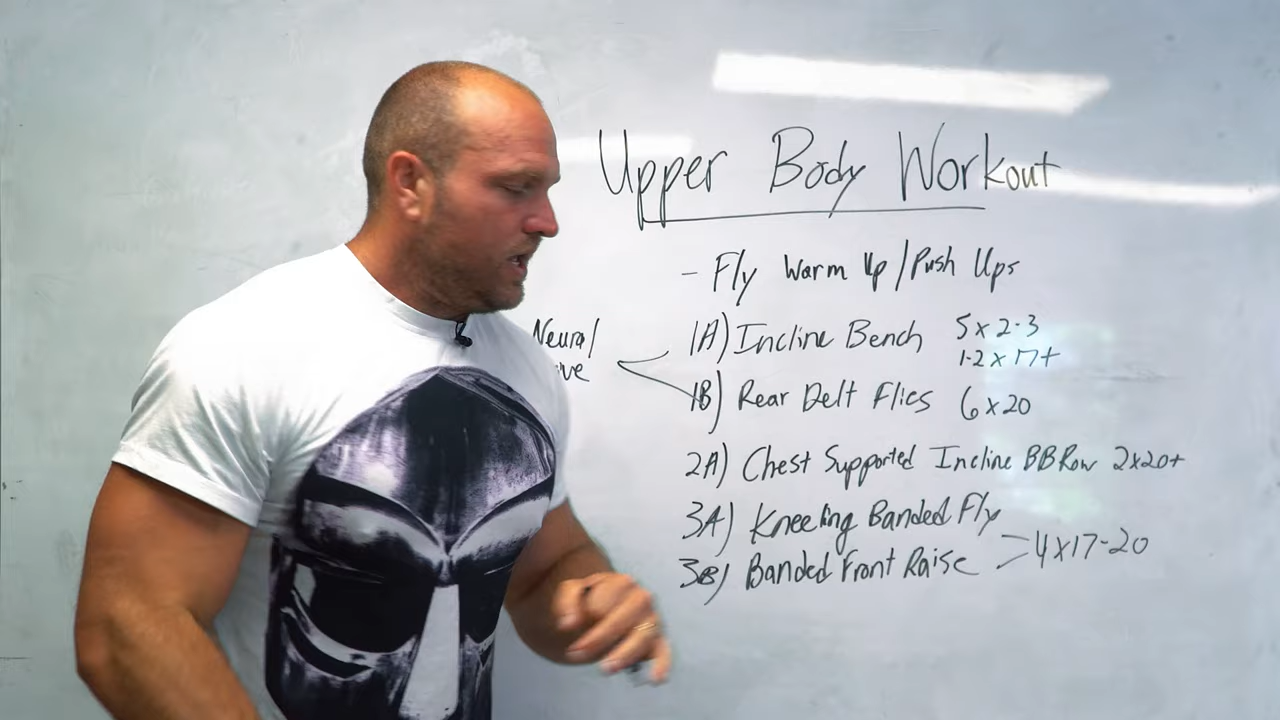 Upper Body Workout
- Fly Warm Up / Push Ups
Neural
1A) Incline Bench 5 x 2-3
1-2 x 17+
1B) Rear Delt Flies 6 x 20
2A) Chest Supported Incline BB Row 2x20+
3A) Kneeling Banded Fly
3B) Banded Front Raise = 4 x 17-20